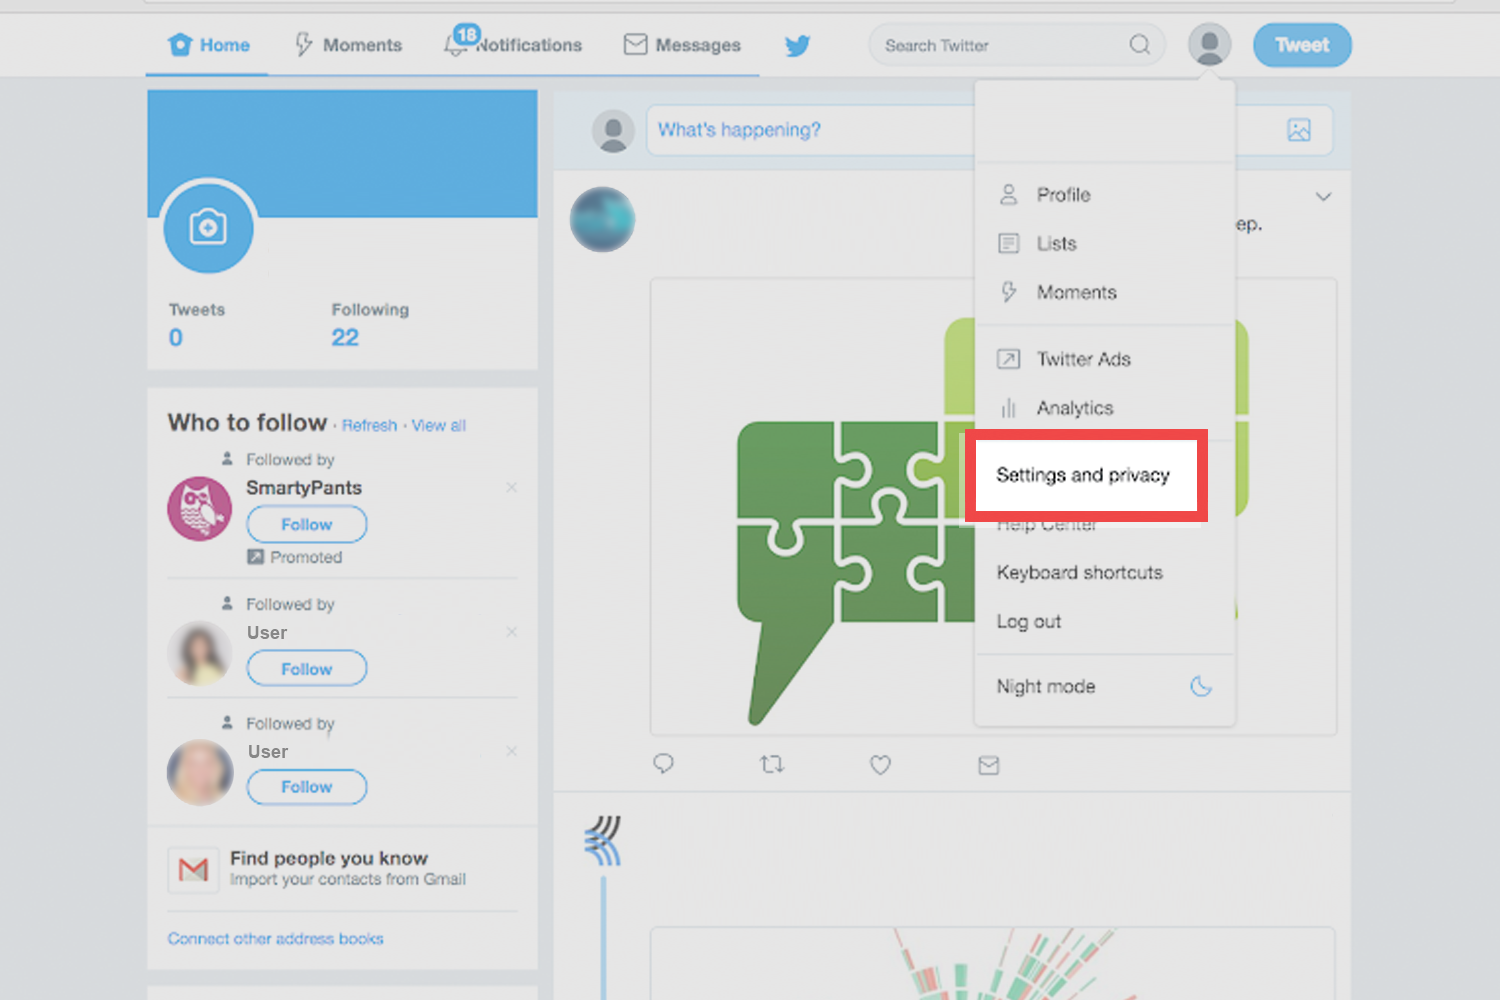 Home
Moments
18
Notifications
Messages
Search Twitter
Tweet
What's happening?
Tweets
0
Following
22
Who to follow · Refresh · View all
Followed by
SmartyPants
Follow
Promoted
Followed by
User
Follow
Followed by
User
Follow
Find people you know
Import your contacts from Gmail
Connect other address books
ep.
Profile
Lists
Moments
Twitter Ads
Analytics
Settings and privacy
Help Center
Keyboard shortcuts
Log out
Night mode